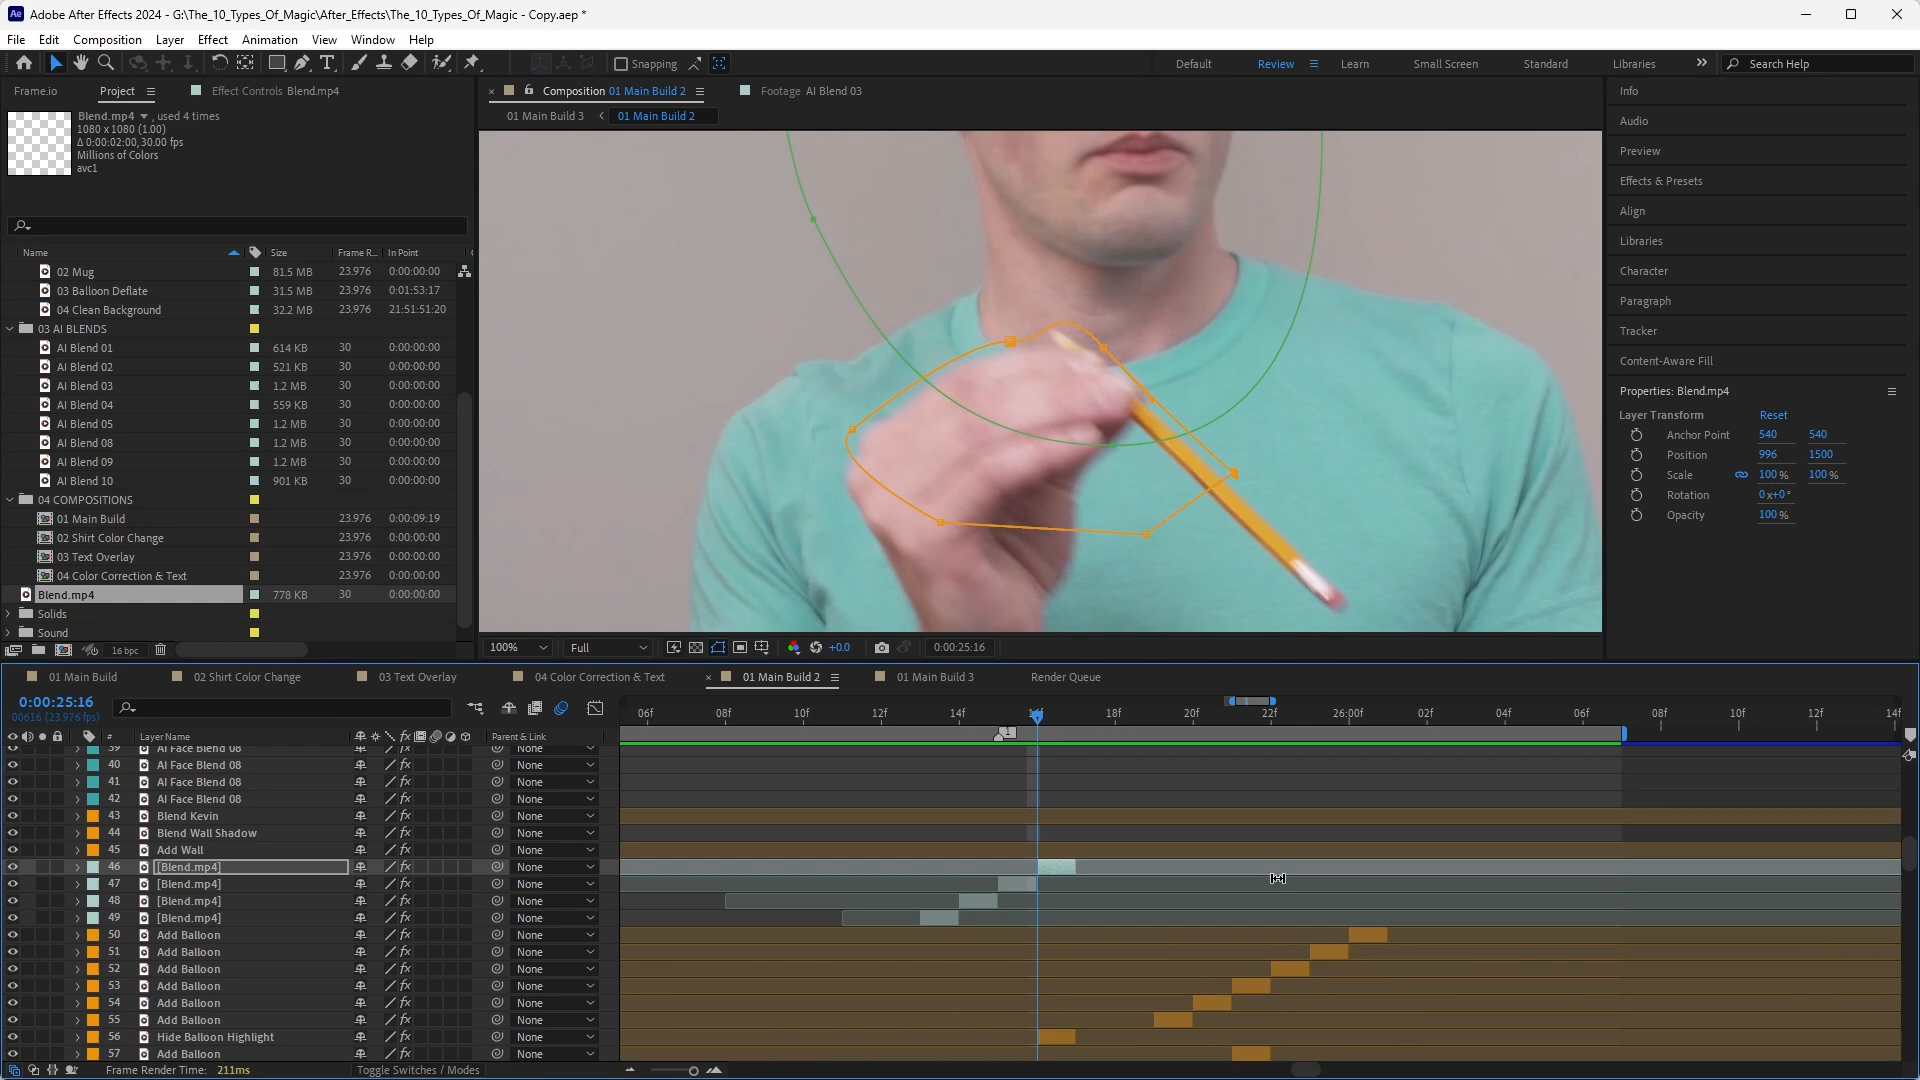 Adobe After Effects 2024 - G:\The_10_Types_Of_Magic\After_Effects\The_10_Types_Of_Magic - Copy.aep *
File Edit Composition Layer Effect Animation View Window Help
Snapping Default Review Learn Small Screen Standard Libraries Search Help
Frame.io Project Effect Controls Blend.mp4 Composition 01 Main Build 2 Footage AI Blend 03
01 Main Build 3 01 Main Build 2
Blend.mp4 , used 4 times
1080 x 1080 (1.00)
Δ 0:00:02:00, 30.00 fps
Millions of Colors
avc1
Name Size Frame R... In Point
02 Mug 81.5 MB 23.976 0:00:00:00
03 Balloon Deflate 31.5 MB 23.976 0:01:53:17
04 Clean Background 32.2 MB 23.976 21:51:51:20
03 AI BLENDS
AI Blend 01 614 KB 30 0:00:00:00
AI Blend 02 521 KB 30 0:00:00:00
AI Blend 03 1.2 MB 30 0:00:00:00
AI Blend 04 559 KB 30 0:00:00:00
AI Blend 05 1.2 MB 30 0:00:00:00
AI Blend 08 442 KB 30 0:00:00:00
AI Blend 09 1.2 MB 30 0:00:00:00
AI Blend 10 901 KB 30 0:00:00:00
04 COMPOSITIONS
01 Main Build 23.976 0:00:09:19
02 Shirt Color Change 23.976 0:00:00:00
03 Text Overlay 23.976 0:00:00:00
04 Color Correction & Text 23.976 0:00:00:00
Blend.mp4 778 KB 30 0:00:00:00
Solids
Sound
16 bpc
100% Full +0.0 0:00:25:16
Info
Audio
Preview
Effects & Presets
Align
Libraries
Character
Paragraph
Tracker
Content-Aware Fill
Properties: Blend.mp4
Layer Transform Reset
Anchor Point 540 540
Position 996 1500
Scale 100 % 100 %
Rotation 0x+0°
Opacity 100 %
01 Main Build 02 Shirt Color Change 03 Text Overlay 04 Color Correction & Text 01 Main Build 2 01 Main Build 3 Render Queue
0:00:25:16
00616 (23.976 fps)
06f 08f 10f 12f 14f 16f 18f 20f 22f 26:00f 02f 04f 06f 08f 10f 12f 14f
1
# Layer Name Parent & Link
39 AI Face Blend 08 None
40 AI Face Blend 08 None
41 AI Face Blend 08 None
42 AI Face Blend 08 None
43 Blend Kevin None
44 Blend Wall Shadow None
45 Add Wall None
46 [Blend.mp4] None
47 [Blend.mp4] None
48 [Blend.mp4] None
49 [Blend.mp4] None
50 Add Balloon None
51 Add Balloon None
52 Add Balloon None
53 Add Balloon None
54 Add Balloon None
55 Add Balloon None
56 Hide Balloon Highlight None
57 Add Balloon None
Frame Render Time: 211ms Toggle Switches / Modes